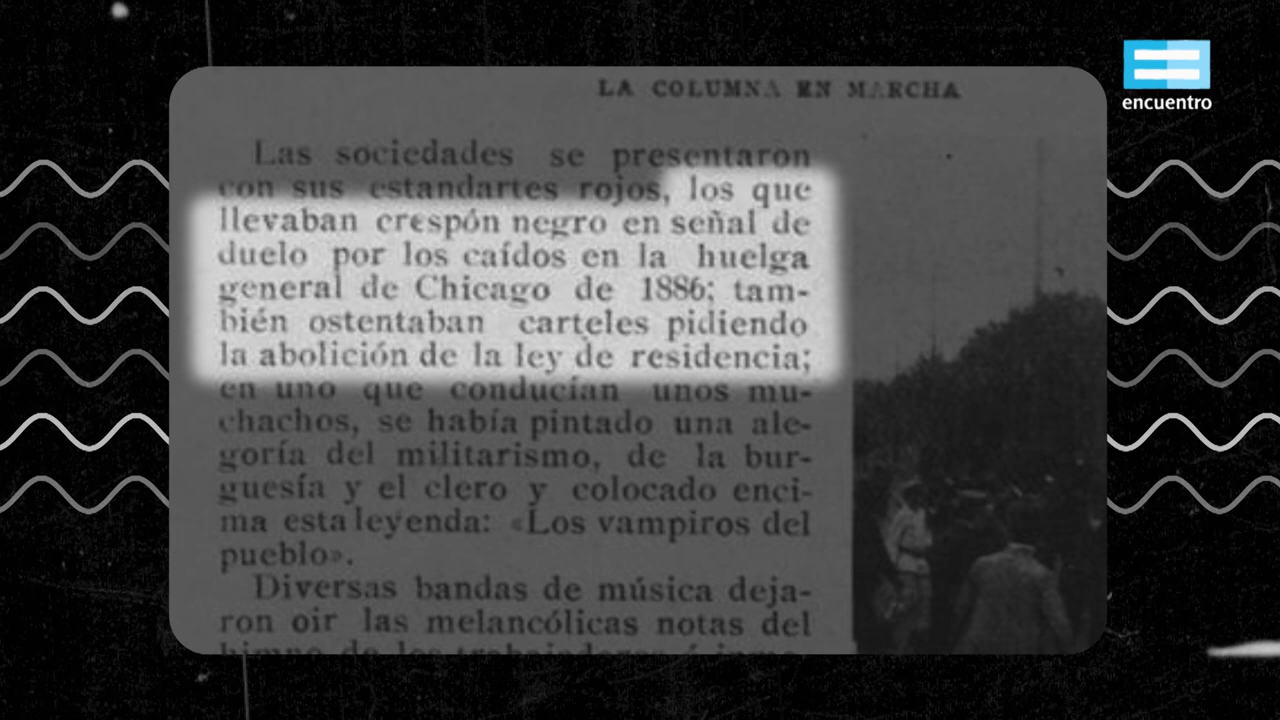 encuentro
LA COLUMNA EN MARCHA
Las sociedades se presentaron
con sus estandartes rojos, los que
llevaban crespón negro en señal de
duelo por los caídos en la huelga
general de Chicago de 1886; tam-
bién ostentaban carteles pidiendo
la abolición de la ley de residencia;
en uno que conducían unos mu-
chachos, se había pintado una ale-
goría del militarismo, de la bur-
guesía y el clero y colocado enci-
ma esta leyenda: «Los vampiros del
pueblo».
Diversas bandas de música deja-
ron oir las melancólicas notas del
himno de los trabajadores